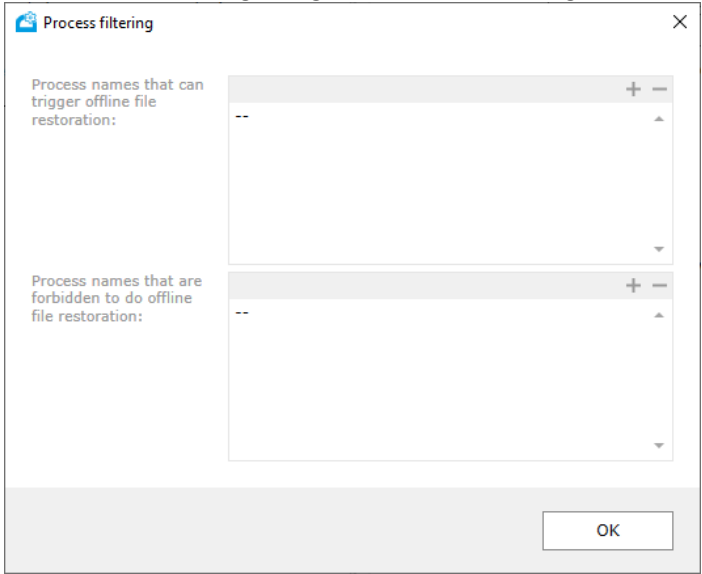 Process filtering
Process names that can
trigger offline file
restoration:
--
Process names that are
forbidden to do offline
file restoration:
--
OK